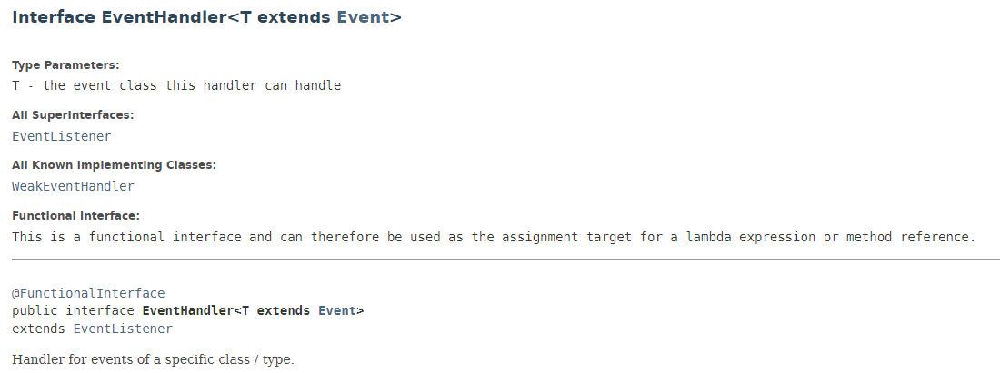 Interface EventHandler<T extends Event>
Type Parameters:
T - the event class this handler can handle
All Superinterfaces:
EventListener
All Known Implementing Classes:
WeakEventHandler
Functional Interface:
This is a functional interface and can therefore be used as the assignment target for a lambda expression or method reference.
@FunctionalInterface
public interface EventHandler<T extends Event>
extends EventListener
Handler for events of a specific class / type.